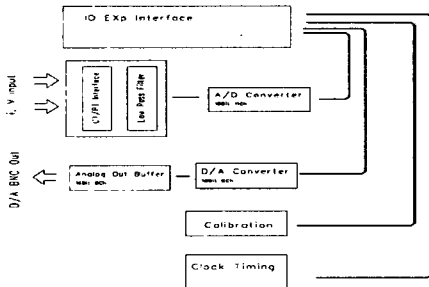 IO EXp Interface
i, V input
CT/PT Interface
Low Pass Filter
A/D Converter
D/A BNC Out
Analog Out Buffer
D/A Converter
Calibration
Clock Timing